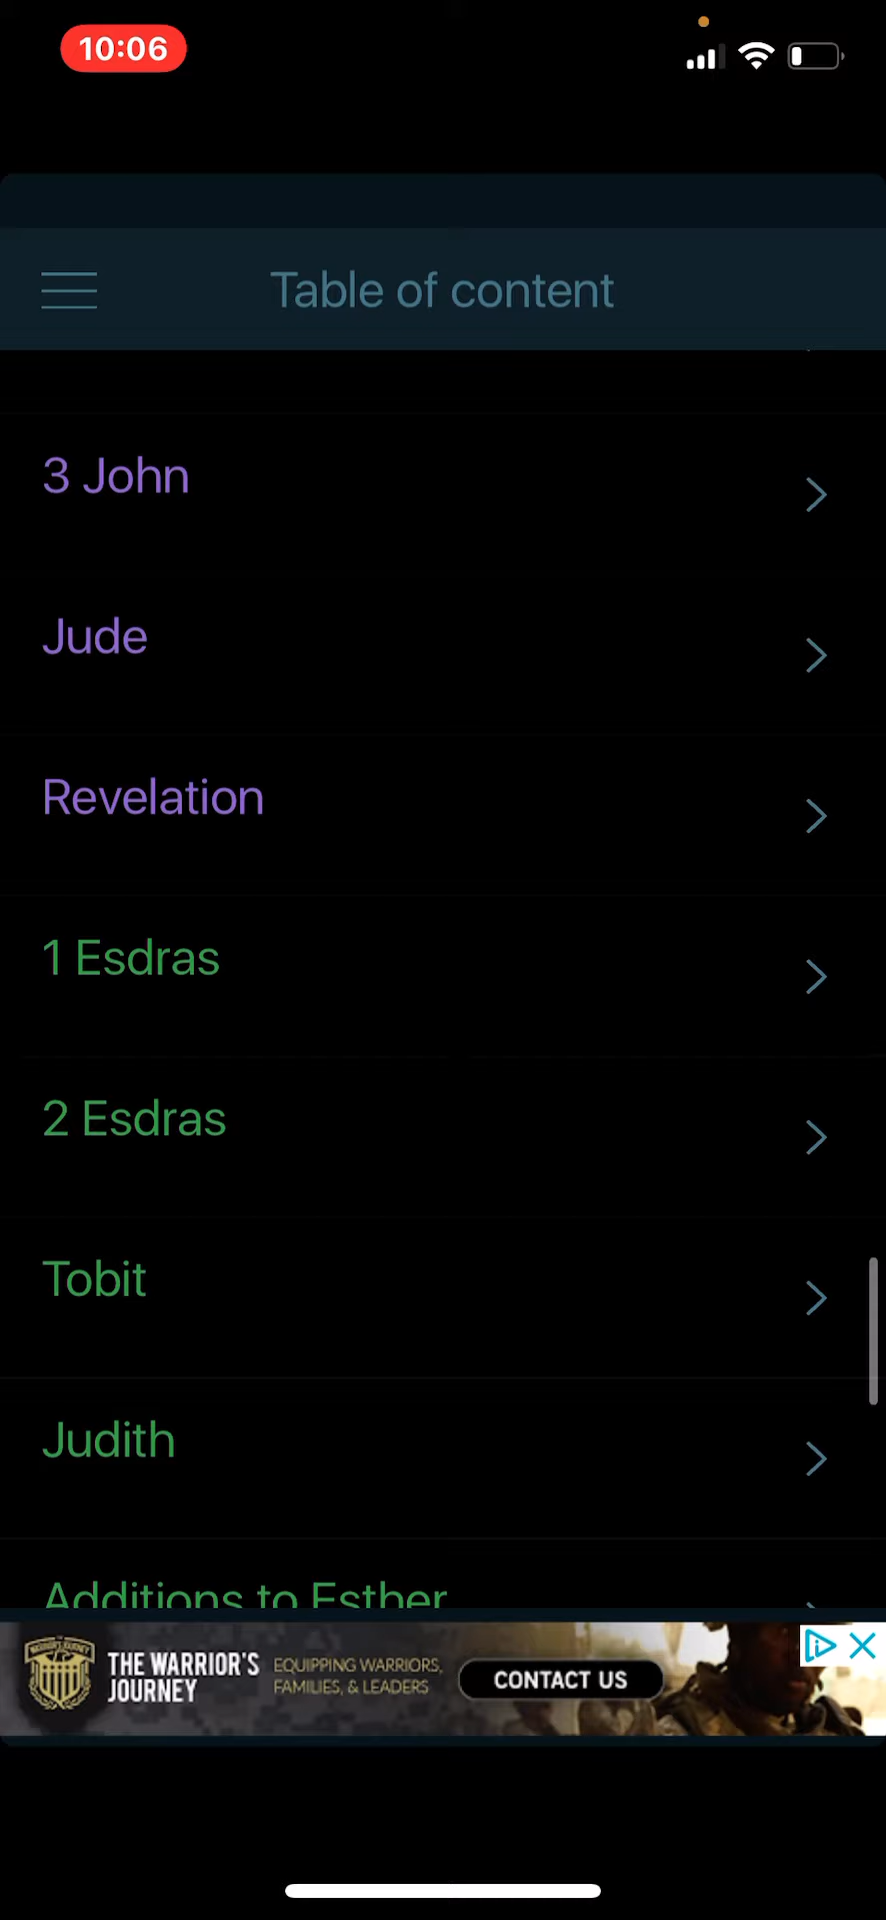 10:06
Table of content
3 John
Jude
Revelation
1 Esdras
2 Esdras
Tobit
Judith
Additions to Esther
THE WARRIOR'S
JOURNEY
EQUIPPING WARRIORS,
FAMILIES, & LEADERS
CONTACT US